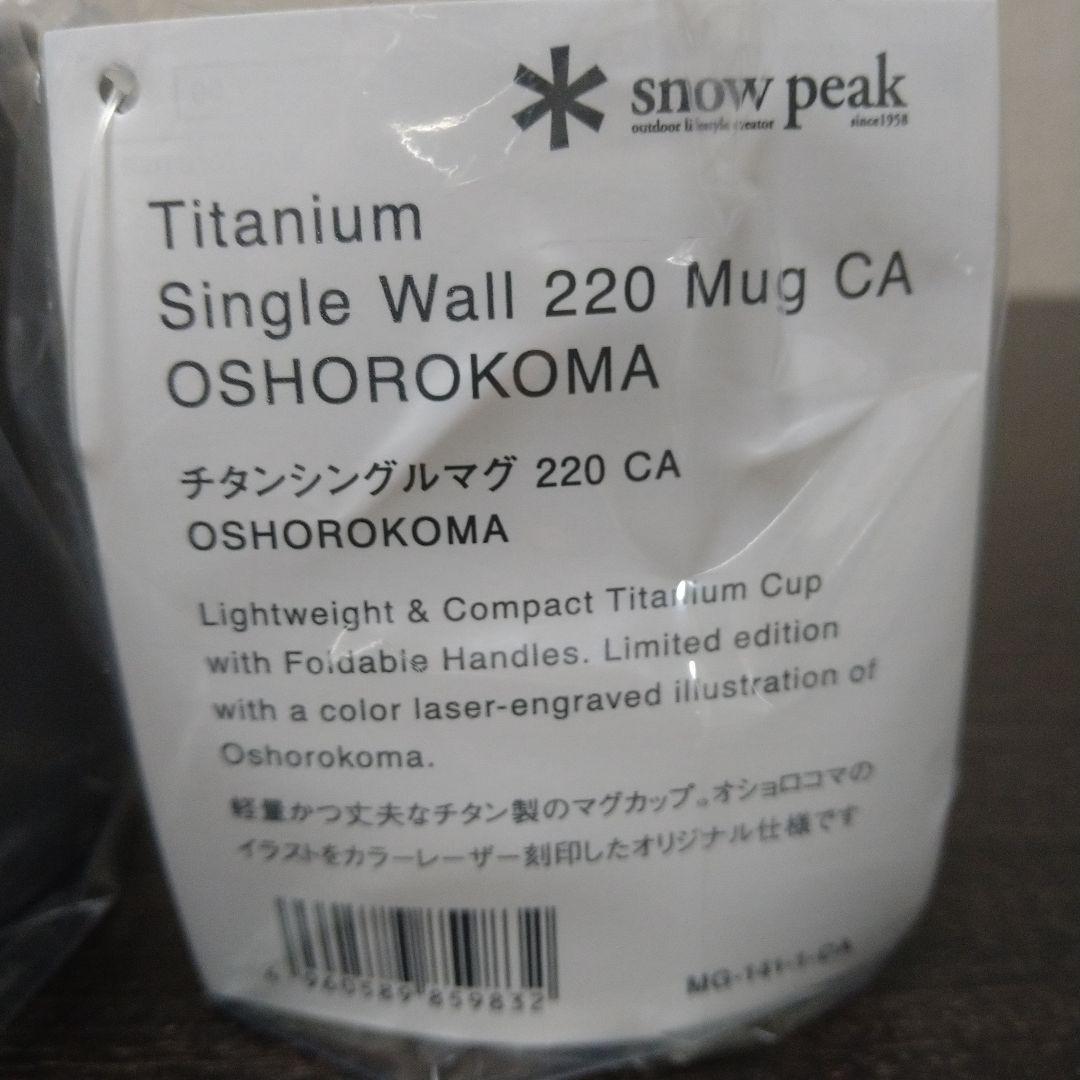 snow peak
outdoor lifestyle creator since1958
Titanium
Single Wall 220 Mug CA
OSHOROKOMA
チタンシングルマグ 220 CA
OSHOROKOMA
Lightweight & Compact Titanium Cup
with Foldable Handles. Limited edition
with a color laser-engraved illustration of
Oshorokoma.
軽量かつ丈夫なチタン製のマグカップ。オショロコマの
イラストをカラーレーザー刻印したオリジナル仕様です
960589 859832